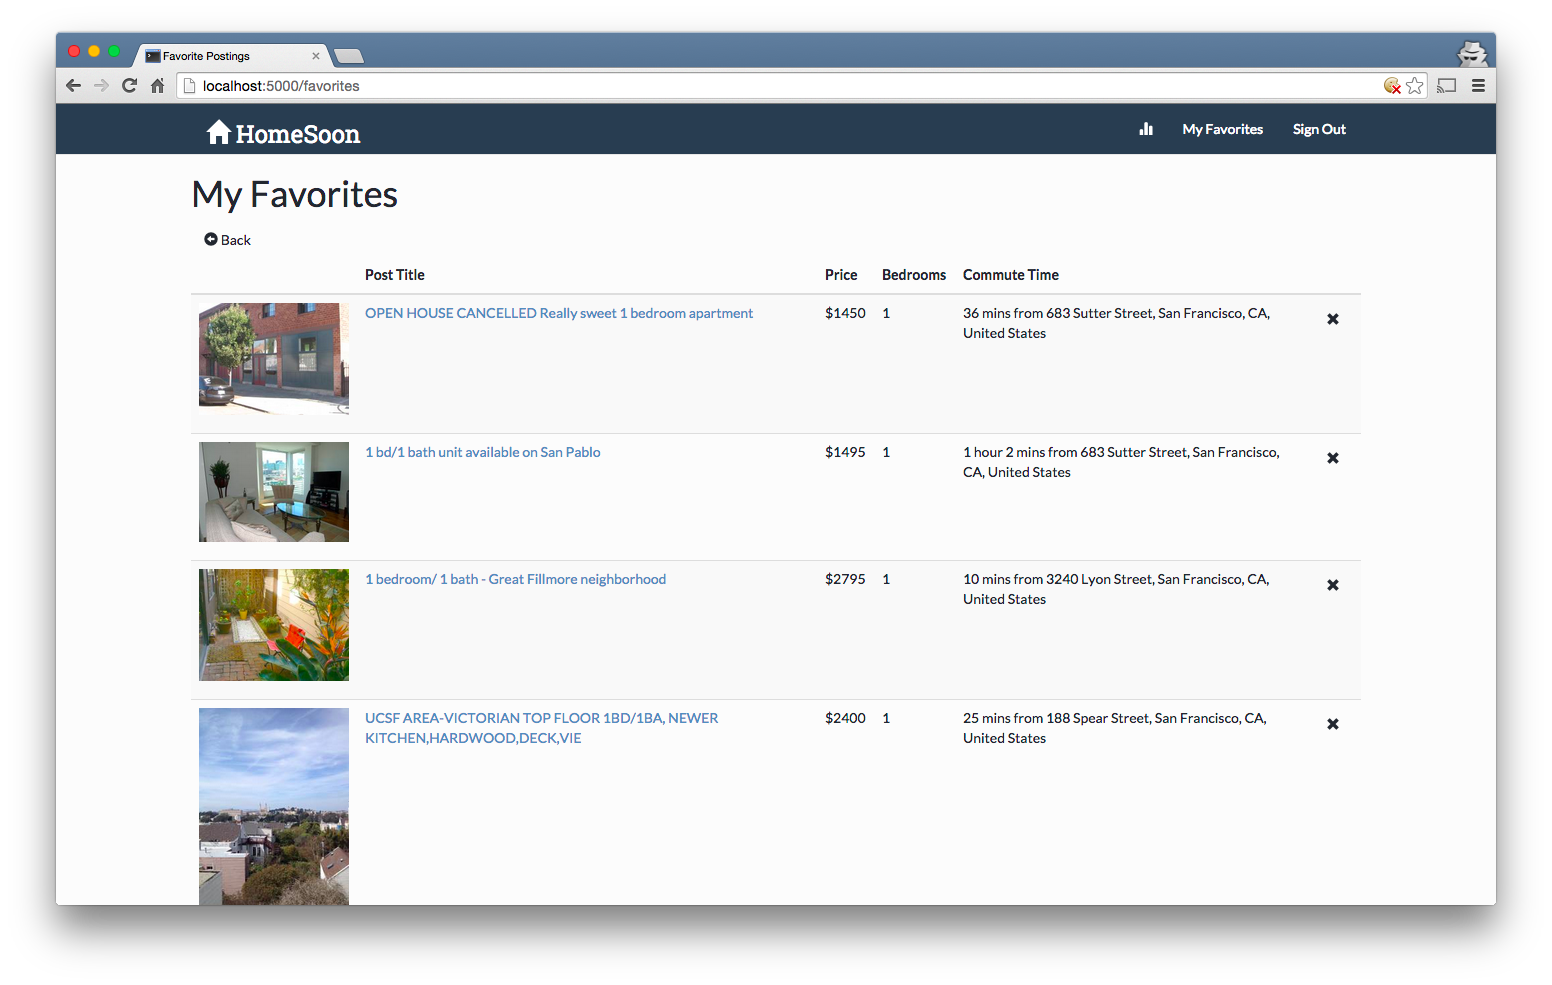 Favorite Postings
localhost:5000/favorites
HomeSoon
My Favorites
Sign Out
My Favorites
Back
Post Title Price Bedrooms Commute Time
OPEN HOUSE CANCELLED Really sweet 1 bedroom apartment $1450 1 36 mins from 683 Sutter Street, San Francisco, CA,
United States
1 bd/1 bath unit available on San Pablo $1495 1 1 hour 2 mins from 683 Sutter Street, San Francisco,
CA, United States
1 bedroom/ 1 bath - Great Fillmore neighborhood $2795 1 10 mins from 3240 Lyon Street, San Francisco, CA,
United States
UCSF AREA-VICTORIAN TOP FLOOR 1BD/1BA, NEWER $2400 1 25 mins from 188 Spear Street, San Francisco, CA,
KITCHEN,HARDWOOD,DECK,VIE United States